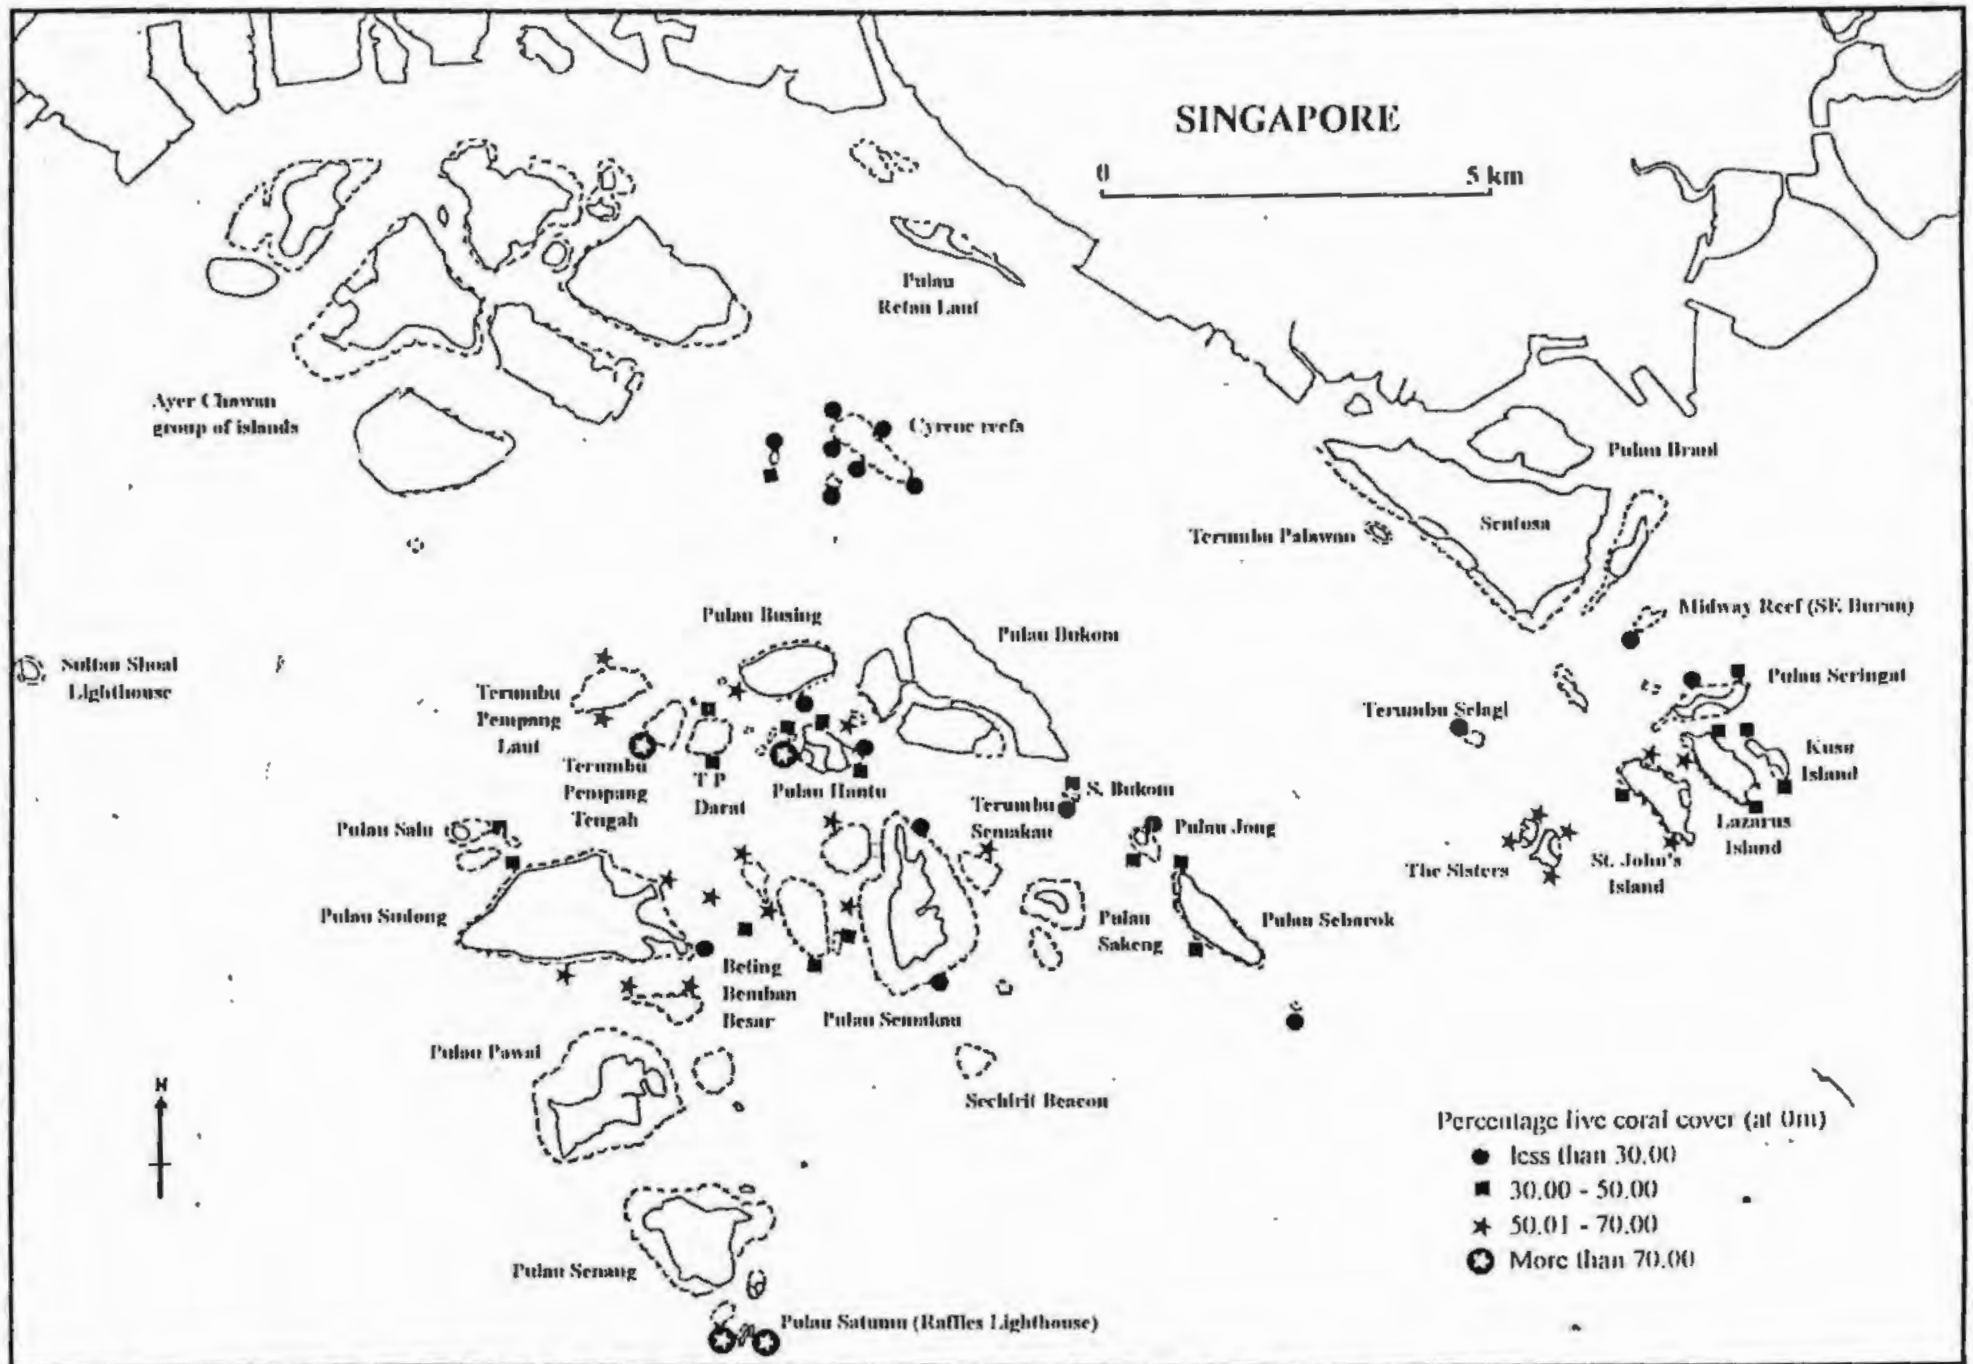 SINGAPORE
0 5 km
Pulau
Retan Laut
Ayer Chawan
group of islands
Cyrene reefs
Pulau Brani
Sentosa
Terumbu Palawan
Midway Reef (SE Buran)
Pulau Busing
Pulau Bukom
Sultan Shoal
Lighthouse
Terumbu
Pempang
Laut
Pulau Seringat
Terumbu Selagi
Kusu
Island
Terumbu
Pempang
Tengah
T P
Darat
Pulau Hantu
S. Bukom
Terumbu
Semakau
Pulau Jong
Pulau Salu
Lazarus
Island
The Sisters
St. John's
Island
Pulau Sudong
Pulau
Sakeng
Pulau Sebarok
Beting
Bemban
Besar
Pulau Semakau
Pulau Pawai
Sechirit Beacon
N
Percentage live coral cover (at 0m)
less than 30.00
30.00 - 50.00
50.01 - 70.00
More than 70.00
Pulau Senang
Pulau Satumu (Raffles Lighthouse)